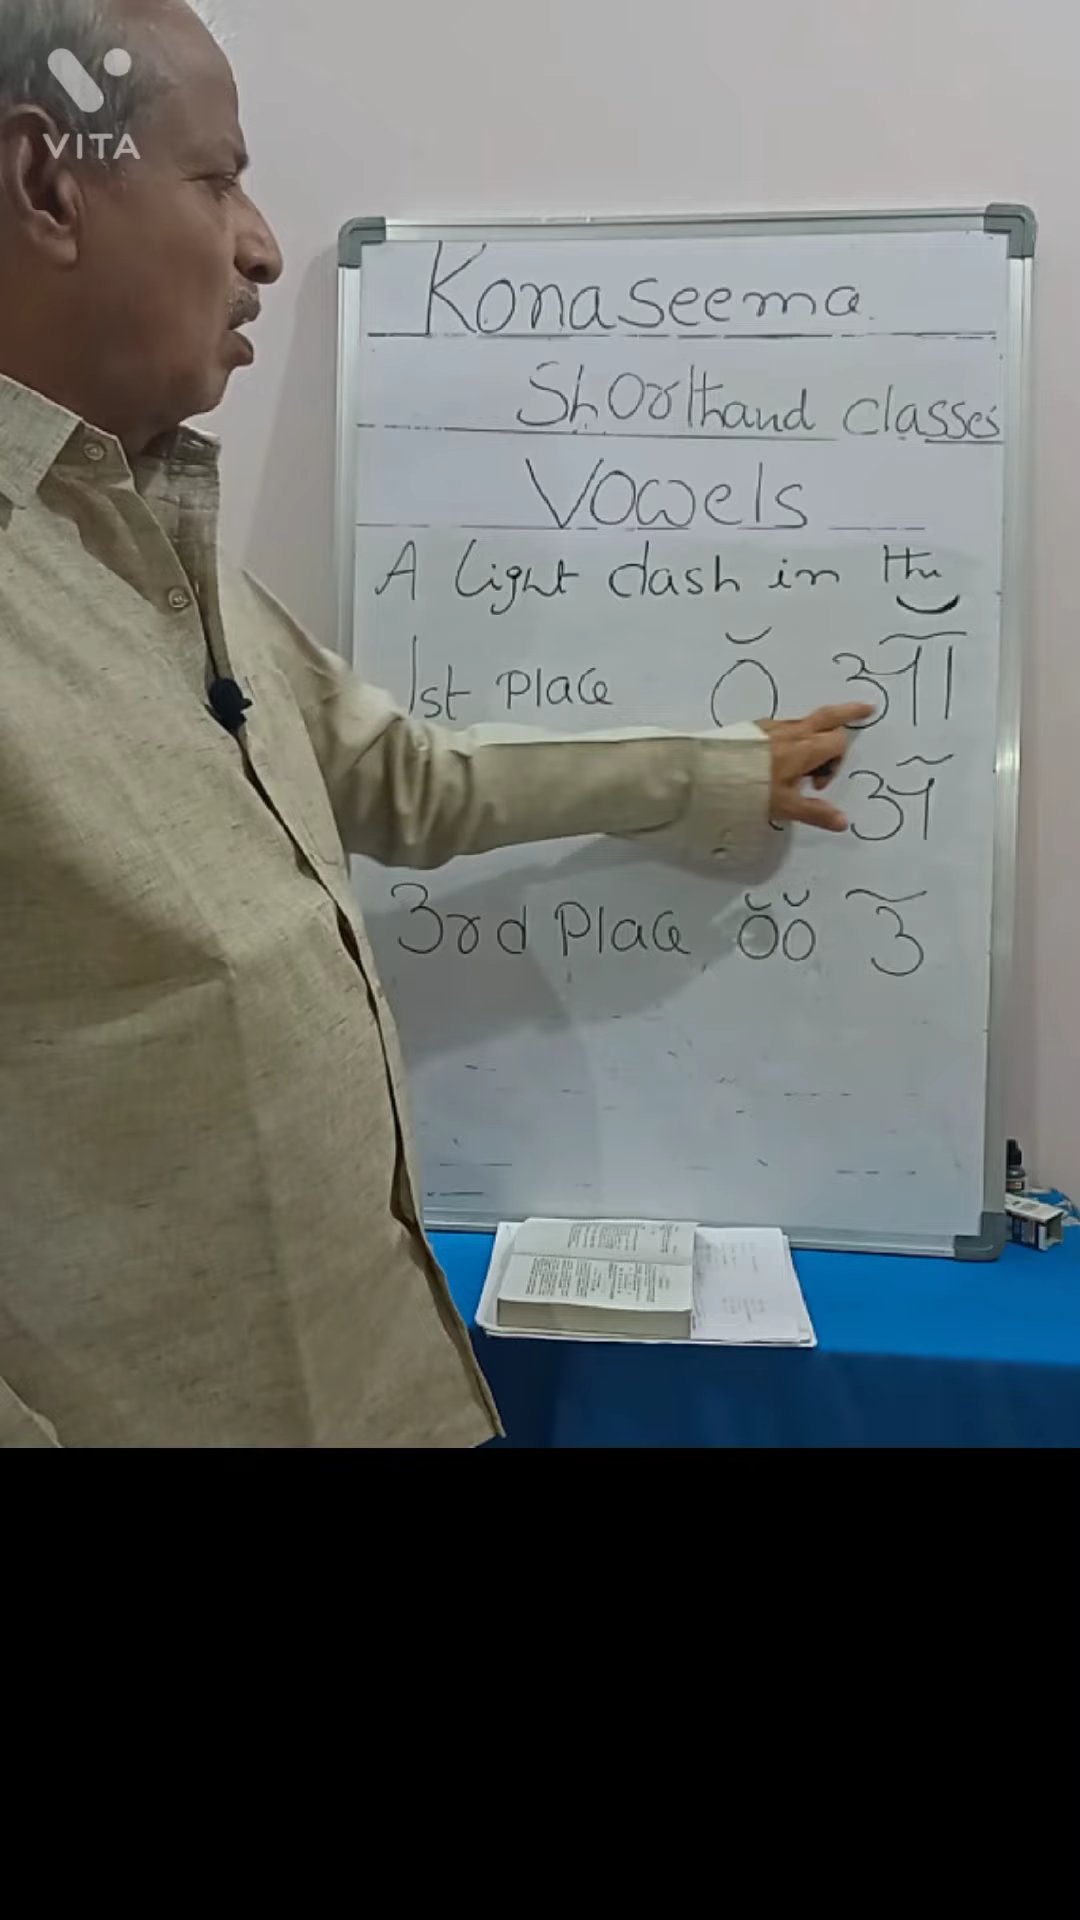 VITA
Konaseema
Shorthand classes
Vowels
A light dash in the
1st Place ŏ आ
अ
3rd Place ŏŏ उ